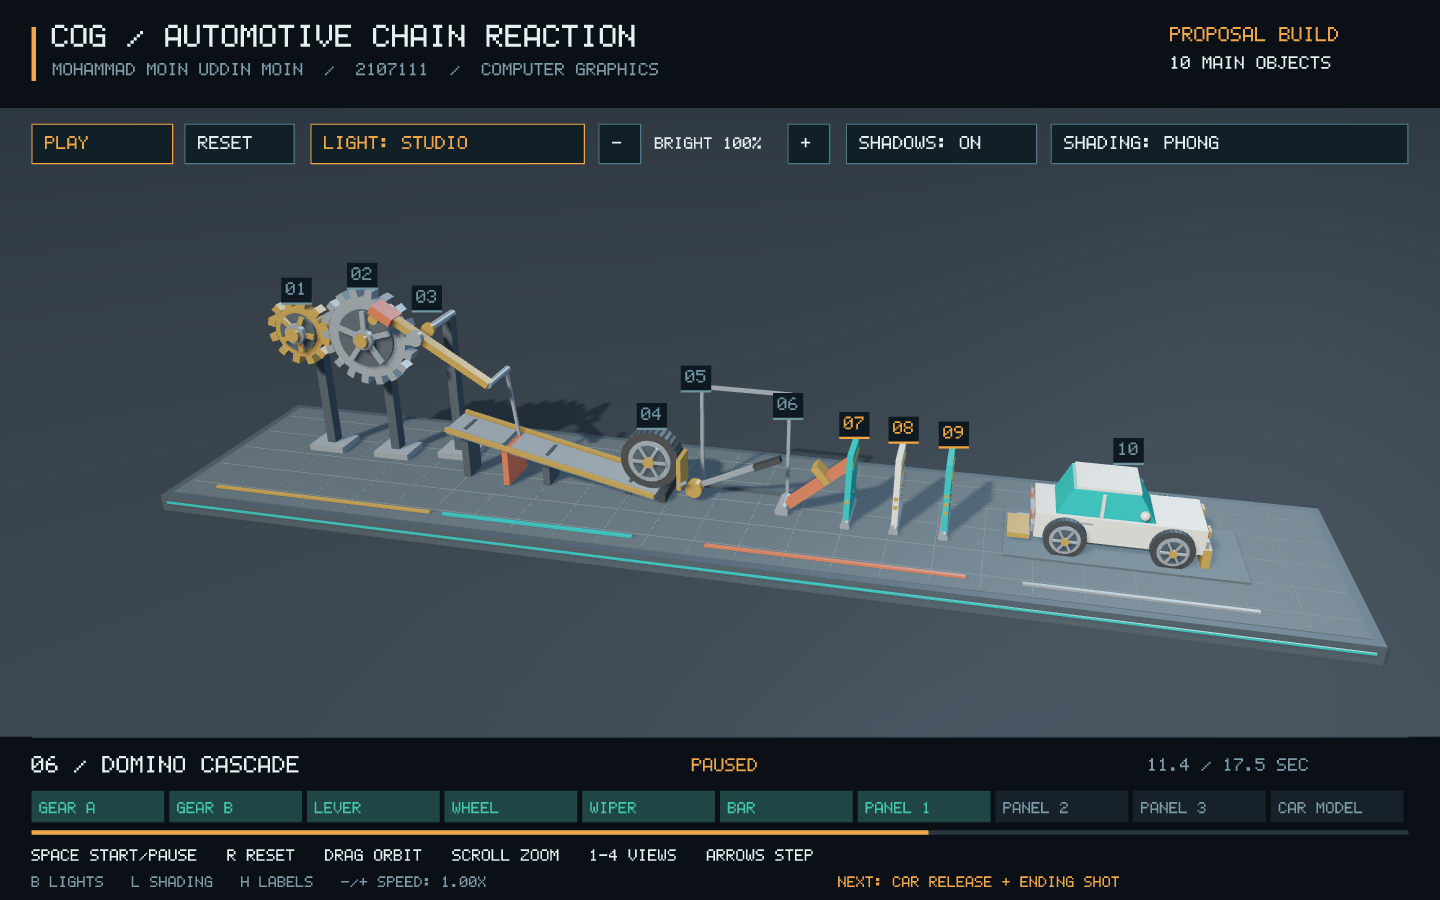 COG / AUTOMOTIVE CHAIN REACTION
PROPOSAL BUILD
MOHAMMAD MOIN UDDIN MOIN / 2107111 / COMPUTER GRAPHICS
10 MAIN OBJECTS
PLAY RESET LIGHT: STUDIO - BRIGHT 100% + SHADOWS: ON SHADING: PHONG
01
02
03
04
05
06
07
08
09
10
06 / DOMINO CASCADE PAUSED 11.4 / 17.5 SEC
GEAR A GEAR B LEVER WHEEL WIPER BAR PANEL 1 PANEL 2 PANEL 3 CAR MODEL
SPACE START/PAUSE R RESET DRAG ORBIT SCROLL ZOOM 1-4 VIEWS ARROWS STEP
B LIGHTS L SHADING H LABELS -/+ SPEED: 1.00X NEXT: CAR RELEASE + ENDING SHOT